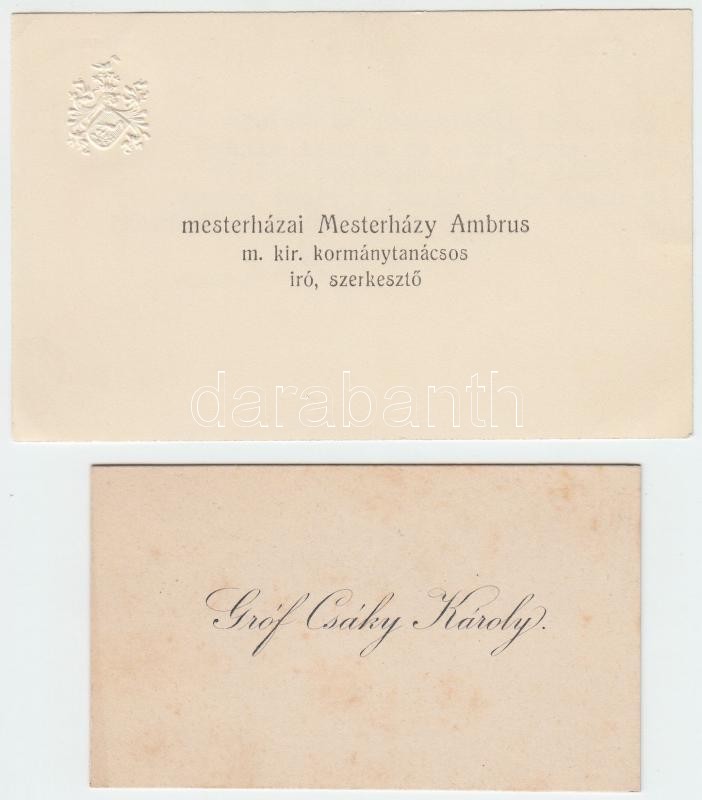 mesterházai Mesterházy Ambrus
m. kir. kormánytanácsos
iró, szerkesztő
darabanth
Gróf Csáky Károly.